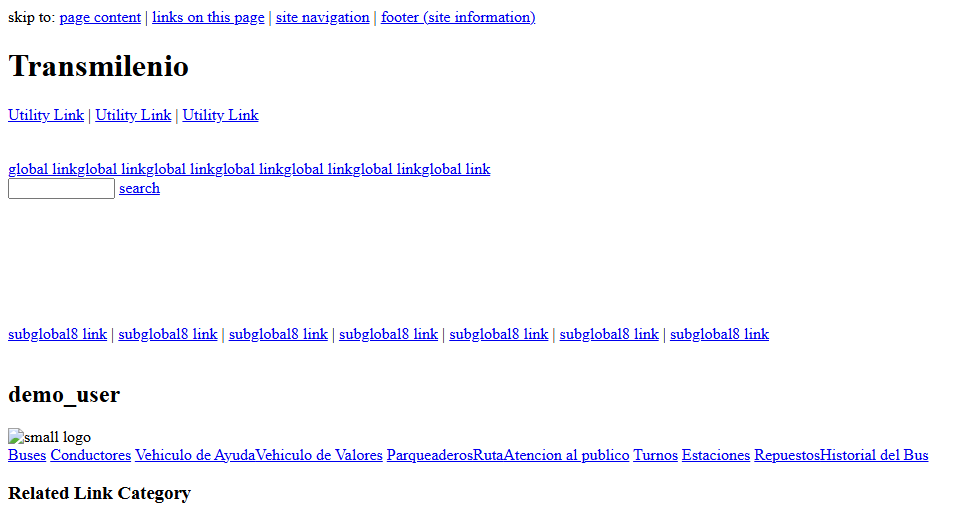 skip to: page content | links on this page | site navigation | footer (site information)
Transmilenio
Utility Link | Utility Link | Utility Link
global linkglobal linkglobal linkglobal linkglobal linkglobal linkglobal link
search
subglobal8 link | subglobal8 link | subglobal8 link | subglobal8 link | subglobal8 link | subglobal8 link | subglobal8 link
demo_user
small logo
Buses Conductores Vehiculo de AyudaVehiculo de Valores ParqueaderosRutaAtencion al publico Turnos Estaciones RepuestosHistorial del Bus
Related Link Category